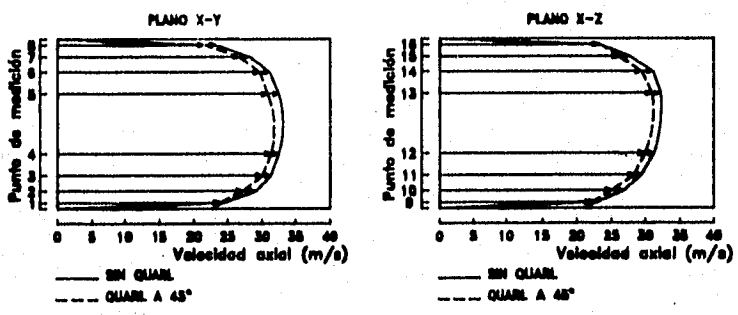 PLANO X-Y
Punto de medición
8
7
6
5
4
3
2
1
0 5 10 15 20 25 30 35 40
Velocidad axial (m/s)
SIN QUARL
QUARL A 45°
PLANO X-Z
Punto de medición
16
15
14
13
12
11
10
9
0 5 10 15 20 25 30 35 40
Velocidad axial (m/s)
SIN QUARL
QUARL A 45°